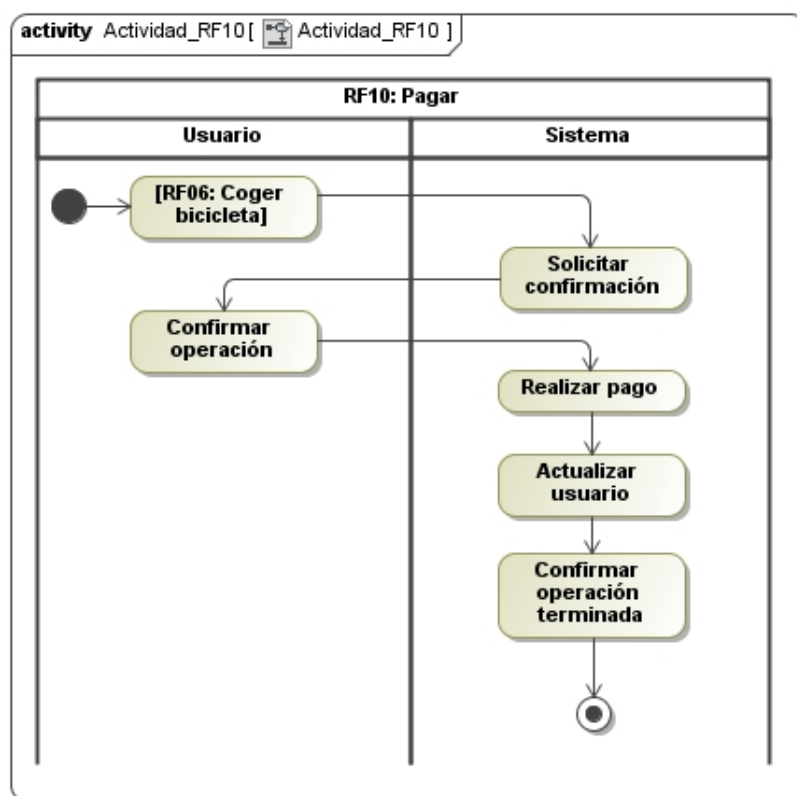 activity Actividad_RF10[ Actividad_RF10 ]
RF10: Pagar
Usuario
Sistema
[RF06: Coger
bicicleta]
Solicitar
confirmación
Confirmar
operación
Realizar pago
Actualizar
usuario
Confirmar
operación
terminada